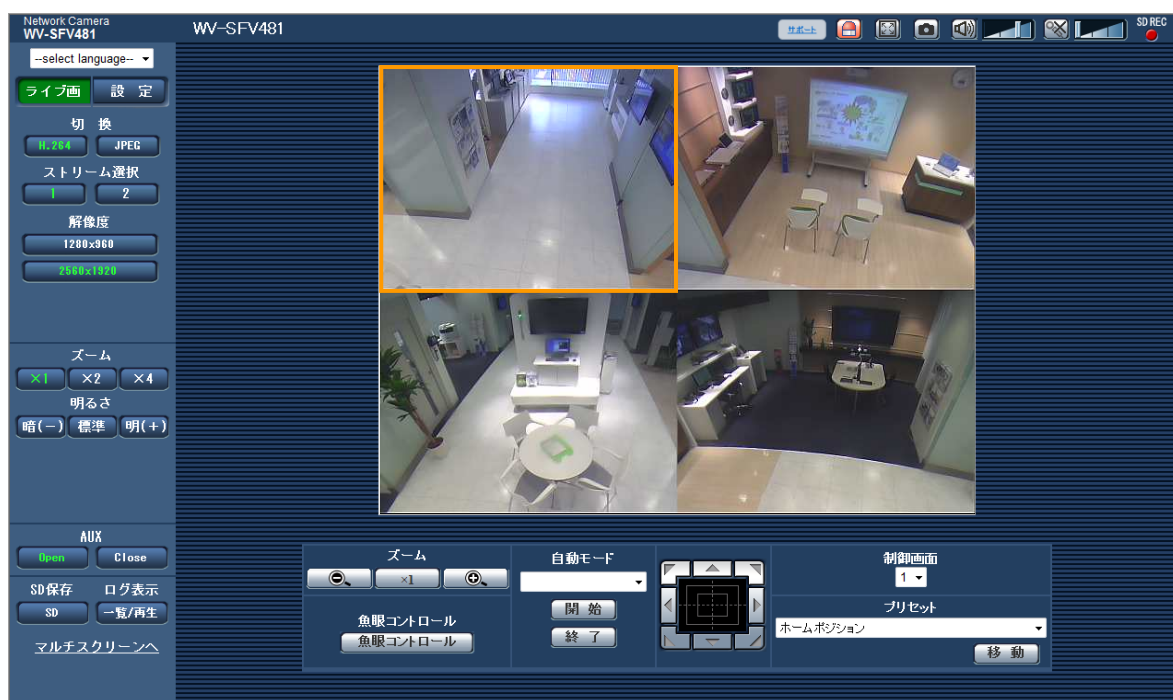 Network Camera
WV-SFV481
WV-SFV481
サポート
SD REC
--select language--
ライブ画 設 定
切 換
H.264 JPEG
ストリーム選択
1 2
解像度
1280x960
2560x1920
ズーム
×1 ×2 ×4
明るさ
暗(－) 標準 明(＋)
AUX
Open Close
SD保存 ログ表示
SD 一覧/再生
マルチスクリーンへ
ズーム
×1
魚眼コントロール
魚眼コントロール
自動モード
開 始
終 了
制御画面
1
プリセット
ホームポジション
移 動